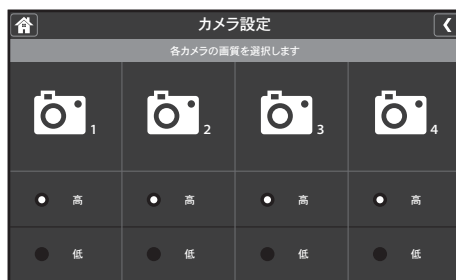 カメラ設定
各カメラの画質を選択します
1 2 3 4
高 高 高 高
低 低 低 低